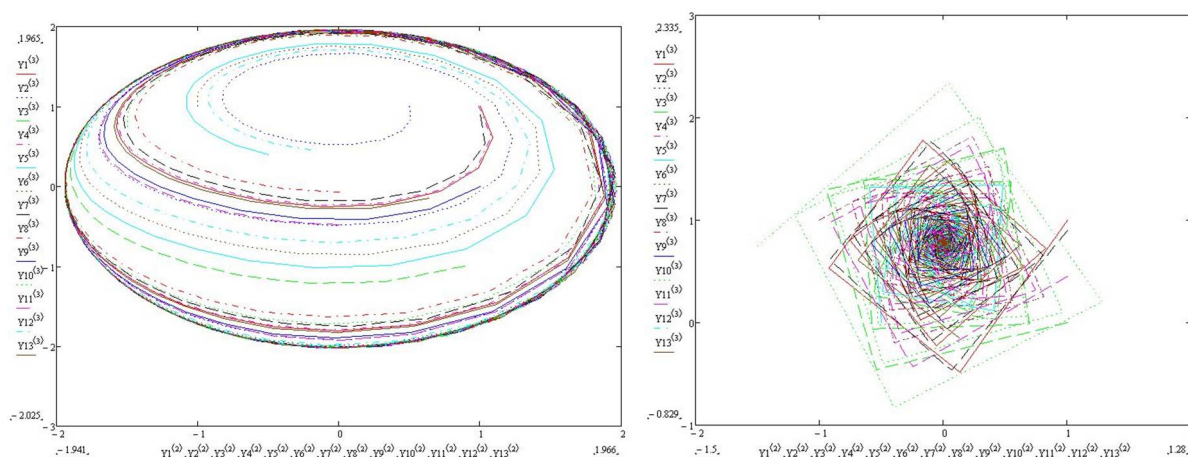 1.965
2
Y1⁽³⁾
Y2⁽³⁾
Y3⁽³⁾
Y4⁽³⁾
Y5⁽³⁾
Y6⁽³⁾
Y7⁽³⁾
Y8⁽³⁾
Y9⁽³⁾
Y10⁽³⁾
Y11⁽³⁾
Y12⁽³⁾
Y13⁽³⁾
1
0
−1
−2
−2.025
−3
−2 −1 0 1 2
−1.941 Y1⁽²⁾, Y2⁽²⁾, Y3⁽²⁾, Y4⁽²⁾, Y5⁽²⁾, Y6⁽²⁾, Y7⁽²⁾, Y8⁽²⁾, Y9⁽²⁾, Y10⁽²⁾, Y11⁽²⁾, Y12⁽²⁾, Y13⁽²⁾ 1.966
3
2.335
Y1⁽³⁾
Y2⁽³⁾
Y3⁽³⁾
Y4⁽³⁾
Y5⁽³⁾
Y6⁽³⁾
Y7⁽³⁾
Y8⁽³⁾
Y9⁽³⁾
Y10⁽³⁾
Y11⁽³⁾
Y12⁽³⁾
Y13⁽³⁾
2
1
0
−0.829
−1
−2 −1 0 1 2
−1.5 Y1⁽²⁾, Y2⁽²⁾, Y3⁽²⁾, Y4⁽²⁾, Y5⁽²⁾, Y6⁽²⁾, Y7⁽²⁾, Y8⁽²⁾, Y9⁽²⁾, Y10⁽²⁾, Y11⁽²⁾, Y12⁽²⁾, Y13⁽²⁾ 1.28